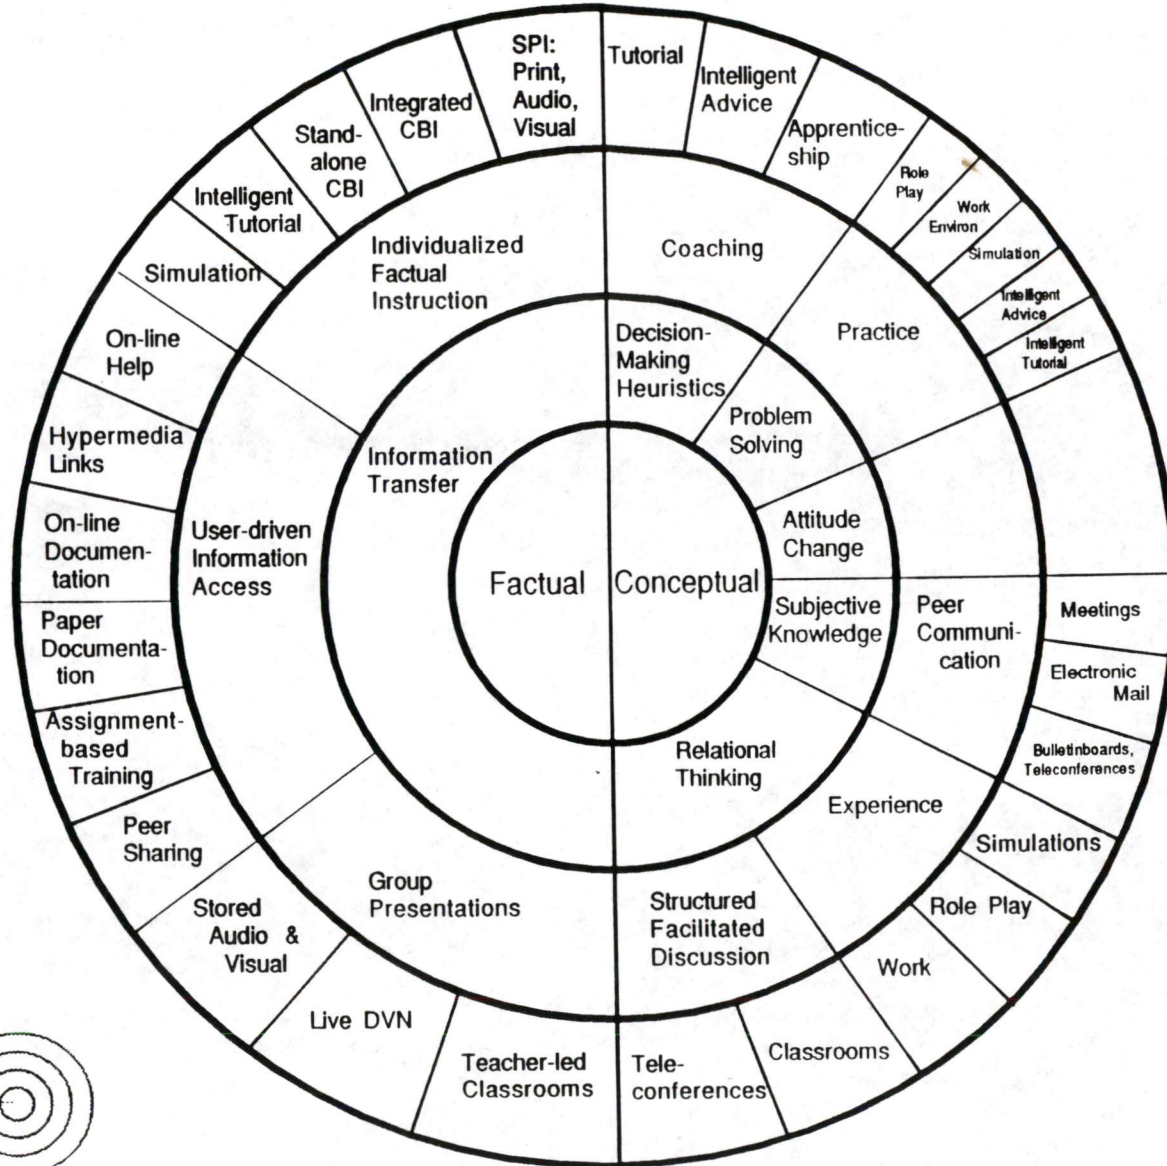 SPI:
Print,
Audio,
Visual
Tutorial
Intelligent
Advice
Apprentice-
ship
Role
Play
Work
Environ
Simulation
Intelligent
Advice
Intelligent
Tutorial
Integrated
CBI
Stand-
alone
CBI
Intelligent
Tutorial
Simulation
On-line
Help
Hypermedia
Links
On-line
Documen-
tation
Paper
Documenta-
tion
Assignment-
based
Training
Peer
Sharing
Stored
Audio &
Visual
Live DVN
Teacher-led
Classrooms
Tele-
conferences
Classrooms
Work
Role Play
Simulations
Bulletinboards,
Teleconferences
Electronic
Mail
Meetings
Individualized
Factual
Instruction
Coaching
Practice
User-driven
Information
Access
Peer
Communi-
cation
Experience
Group
Presentations
Structured
Facilitated
Discussion
Decision-
Making
Heuristics
Problem
Solving
Information
Transfer
Attitude
Change
Subjective
Knowledge
Relational
Thinking
Factual
Conceptual